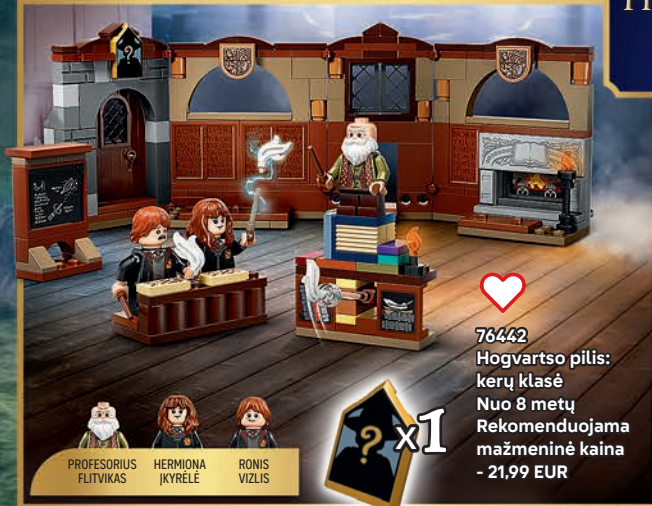 x1
76442
Hogvartso pilis:
kerų klasė
Nuo 8 metų
Rekomenduojama
mažmeninė kaina
- 21,99 EUR
PROFESORIUS
FLITVIKAS
HERMIONA
ĮKYRĖLĖ
RONIS
VIZLIS